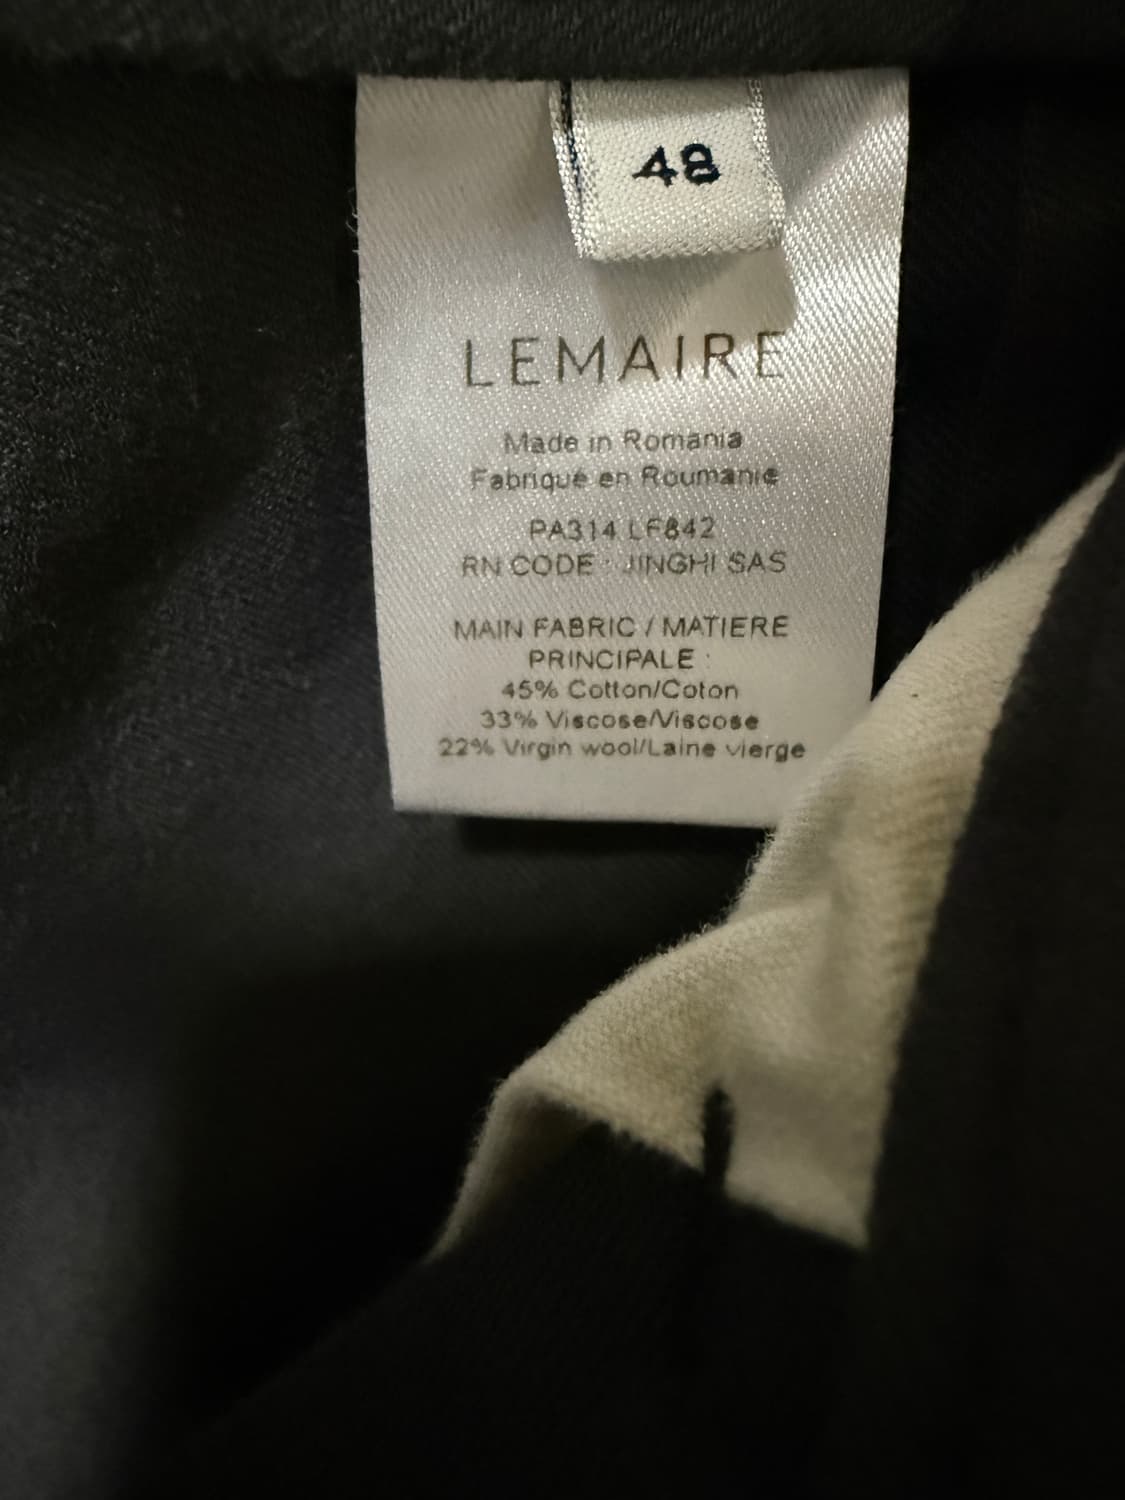 48
LEMAIRE
Made in Romania
Fabriqué en Roumanie
PA314 LF842
RN CODE : JINGHI SAS
MAIN FABRIC / MATIERE
PRINCIPALE :
45% Cotton/Coton
33% Viscose/Viscose
22% Virgin wool/Laine vierge